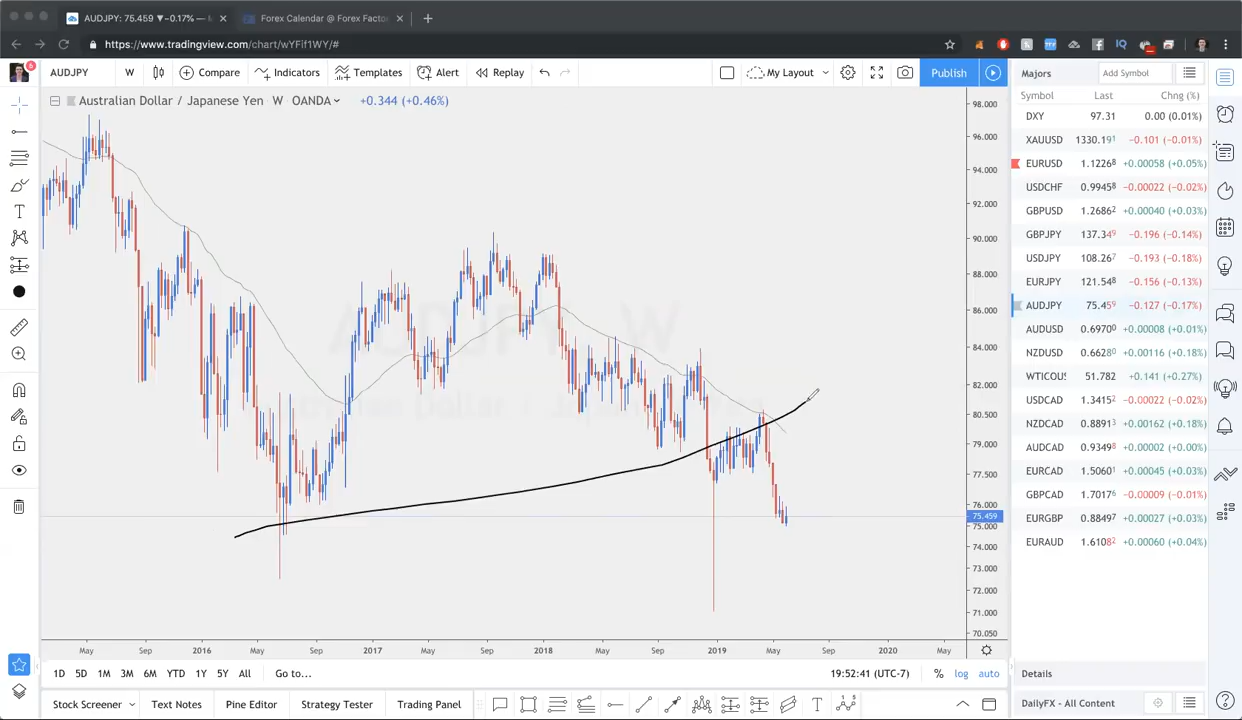 AUDJPY: 75.459 ▼−0.17% —
Forex Calendar @ Forex Facto
https://www.tradingview.com/chart/wYFif1WY/#
6
AUDJPY W Compare Indicators Templates Alert Replay My Layout Publish
Australian Dollar / Japanese Yen W OANDA +0.344 (+0.46%)
AUDJPY, W
98.000
96.000
94.000
92.000
90.000
88.000
86.000
84.000
82.000
80.500
79.000
77.500
76.000
75.459
75.000
74.000
73.000
72.000
71.000
70.050
May Sep 2016 May Sep 2017 May Sep 2018 May Sep 2019 May Sep 2020 May
1D 5D 1M 3M 6M YTD 1Y 5Y All Go to... 19:52:41 (UTC-7) % log auto
Stock Screener Text Notes Pine Editor Strategy Tester Trading Panel
Majors Add Symbol
Symbol Last Chng (%)
DXY 97.31 0.00 (0.01%)
XAUUSD 1330.191 −0.101 (−0.01%)
EURUSD 1.12268 +0.00058 (+0.05%)
USDCHF 0.99458 −0.00022 (−0.02%)
GBPUSD 1.26862 +0.00040 (+0.03%)
GBPJPY 137.349 −0.196 (−0.14%)
USDJPY 108.267 −0.193 (−0.18%)
EURJPY 121.548 −0.156 (−0.13%)
AUDJPY 75.459 −0.127 (−0.17%)
AUDUSD 0.69700 +0.00008 (+0.01%)
NZDUSD 0.66280 +0.00116 (+0.18%)
WTICOUS 51.782 +0.141 (+0.27%)
USDCAD 1.34152 −0.00022 (−0.02%)
NZDCAD 0.88913 +0.00162 (+0.18%)
AUDCAD 0.93498 +0.00002 (+0.00%)
EURCAD 1.50601 +0.00045 (+0.03%)
GBPCAD 1.70176 −0.00009 (−0.01%)
EURGBP 0.88497 +0.00027 (+0.03%)
EURAUD 1.61082 +0.00060 (+0.04%)
Details
DailyFX - All Content